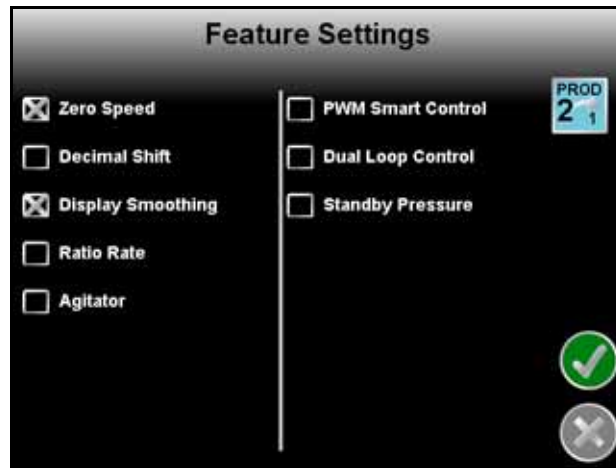 Feature Settings
Zero Speed
Decimal Shift
Display Smoothing
Ratio Rate
Agitator
PWM Smart Control
Dual Loop Control
Standby Pressure
PROD
2 1